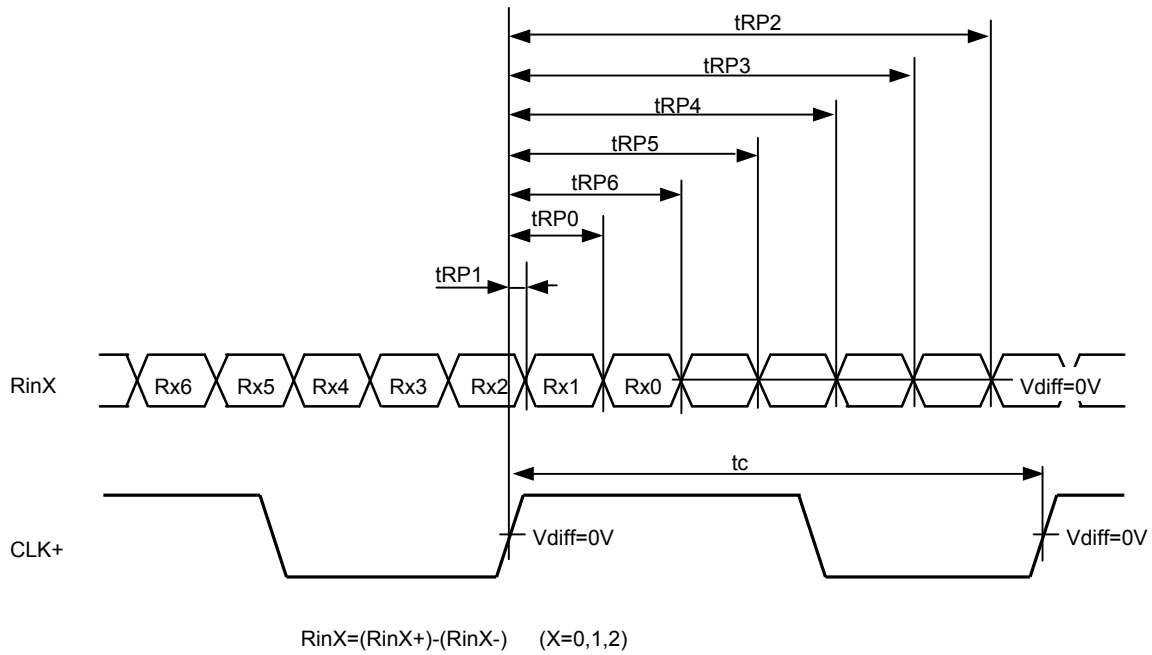 tRP2
tRP3
tRP4
tRP5
tRP6
tRP0
tRP1
RinX Rx6 Rx5 Rx4 Rx3 Rx2 Rx1 Rx0 Vdiff=0V
tc
CLK+ Vdiff=0V Vdiff=0V
RinX=(RinX+)-(RinX-) (X=0,1,2)